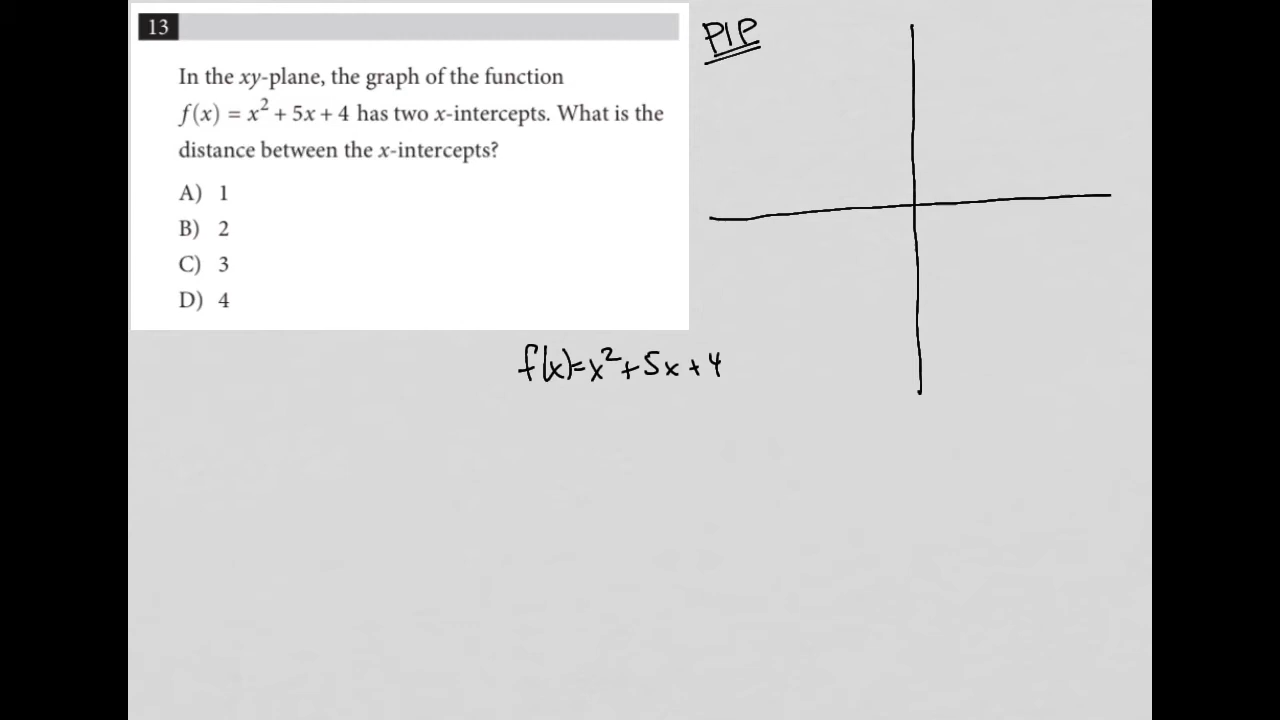 13
In the xy-plane, the graph of the function
f(x) = x² + 5x + 4 has two x-intercepts. What is the
distance between the x-intercepts?
A) 1
B) 2
C) 3
D) 4
PIP
f(x)=x²+5x+4